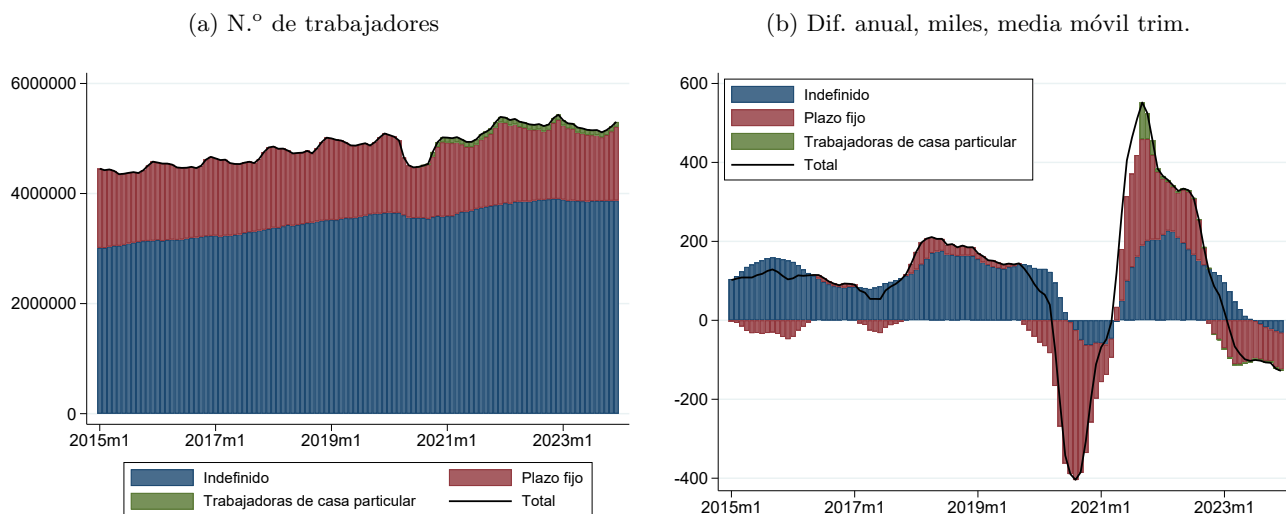 (a) N.º de trabajadores
6000000
4000000
2000000
0
2015m1 2017m1 2019m1 2021m1 2023m1
Indefinido Plazo fijo
Trabajadoras de casa particular Total
(b) Dif. anual, miles, media móvil trim.
600
400
200
0
-200
-400
Indefinido
Plazo fijo
Trabajadoras de casa particular
Total
2015m1 2017m1 2019m1 2021m1 2023m1